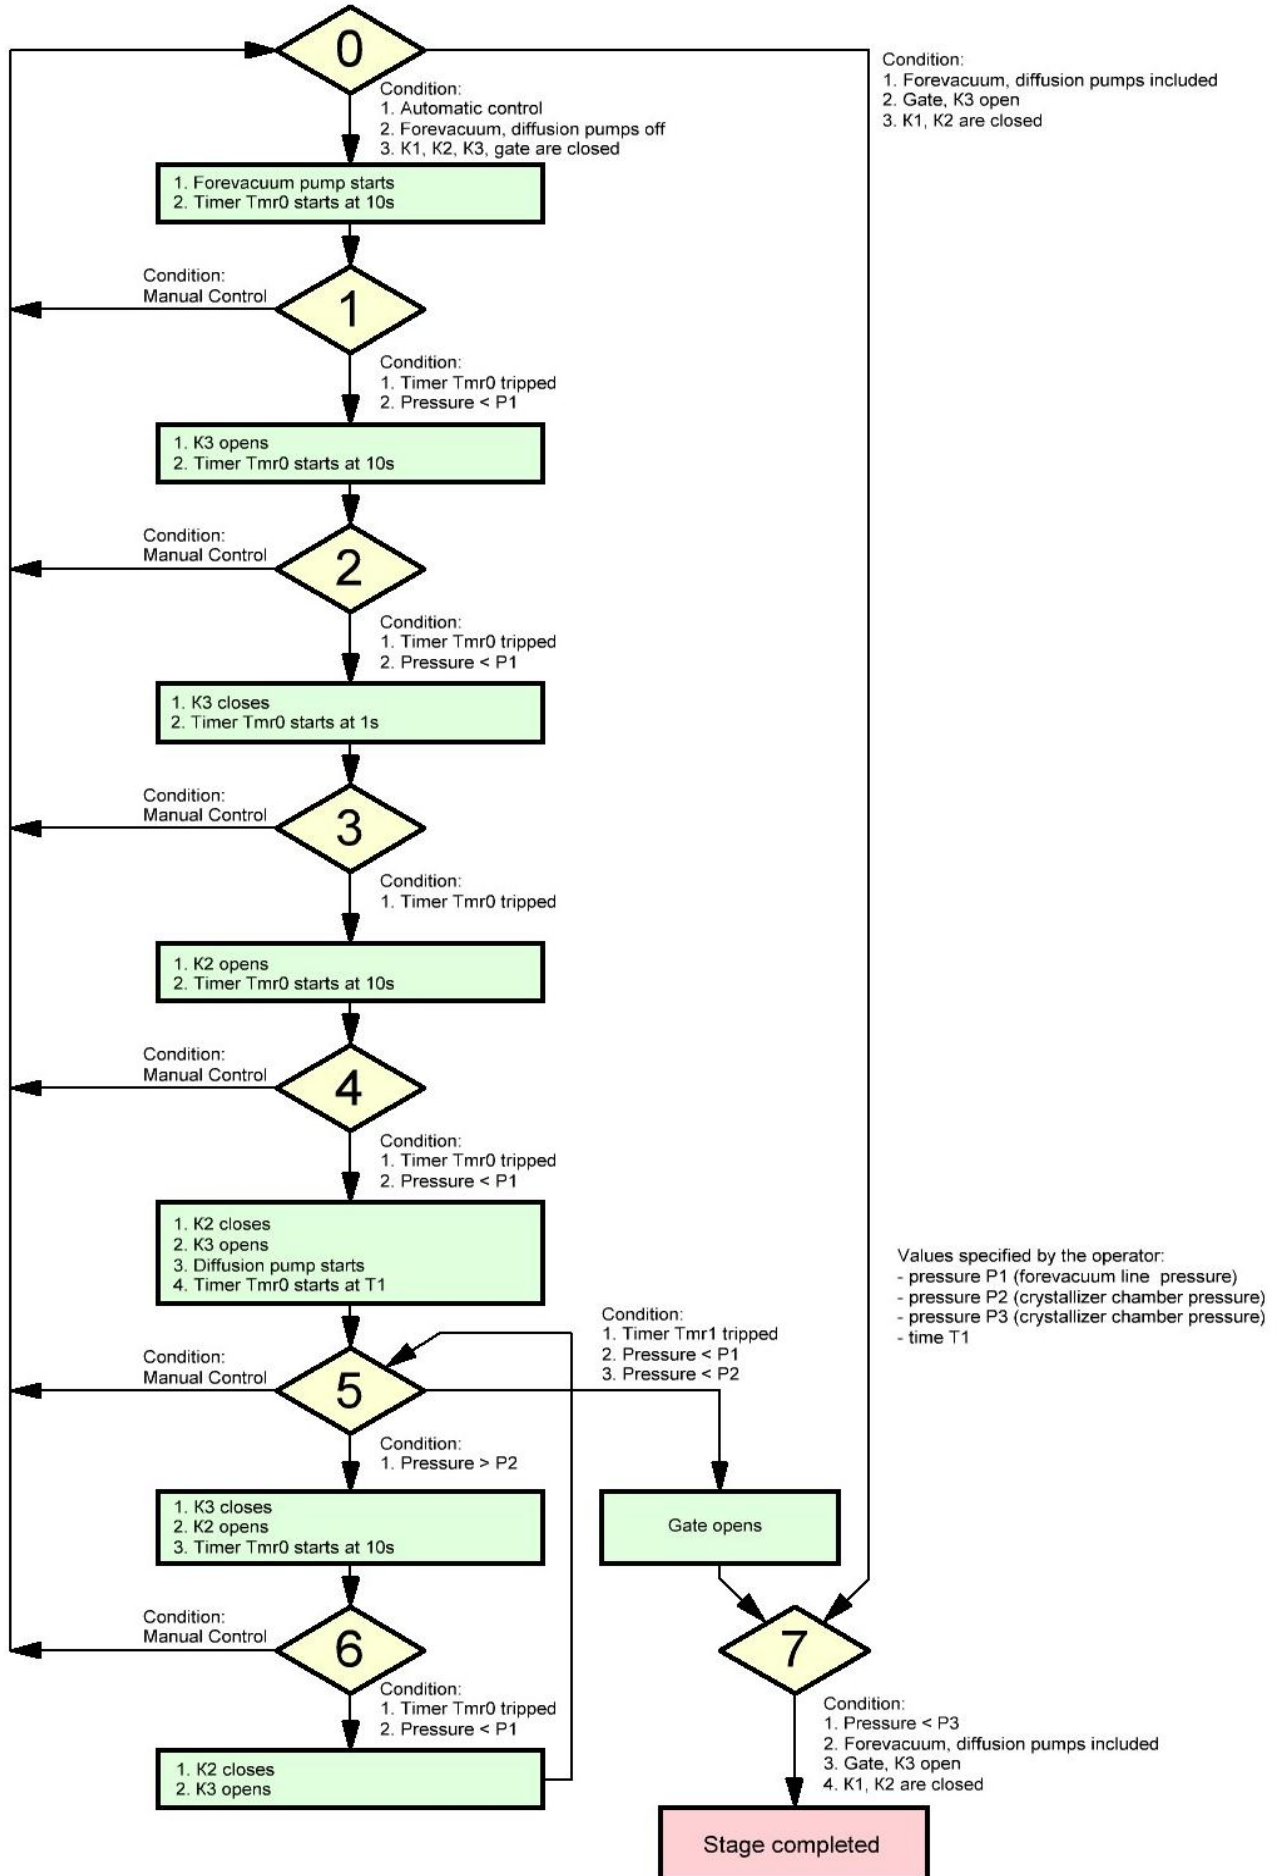 0
Condition:
1. Automatic control
2. Forevacuum, diffusion pumps off
3. K1, K2, K3, gate are closed
Condition:
1. Forevacuum, diffusion pumps included
2. Gate, K3 open
3. K1, K2 are closed
1. Forevacuum pump starts
2. Timer Tmr0 starts at 10s
Condition:
Manual Control
1
Condition:
1. Timer Tmr0 tripped
2. Pressure < P1
1. K3 opens
2. Timer Tmr0 starts at 10s
Condition:
Manual Control
2
Condition:
1. Timer Tmr0 tripped
2. Pressure < P1
1. K3 closes
2. Timer Tmr0 starts at 1s
Condition:
Manual Control
3
Condition:
1. Timer Tmr0 tripped
1. K2 opens
2. Timer Tmr0 starts at 10s
Condition:
Manual Control
4
Condition:
1. Timer Tmr0 tripped
2. Pressure < P1
1. K2 closes
2. K3 opens
3. Diffusion pump starts
4. Timer Tmr0 starts at T1
Values specified by the operator:
- pressure P1 (forevacuum line pressure)
- pressure P2 (crystallizer chamber pressure)
- pressure P3 (crystallizer chamber pressure)
- time T1
Condition:
1. Timer Tmr1 tripped
2. Pressure < P1
3. Pressure < P2
Condition:
Manual Control
5
Condition:
1. Pressure > P2
1. K3 closes
2. K2 opens
3. Timer Tmr0 starts at 10s
Gate opens
Condition:
Manual Control
6
7
Condition:
1. Timer Tmr0 tripped
2. Pressure < P1
1. K2 closes
2. K3 opens
Condition:
1. Pressure < P3
2. Forevacuum, diffusion pumps included
3. Gate, K3 open
4. K1, K2 are closed
Stage completed